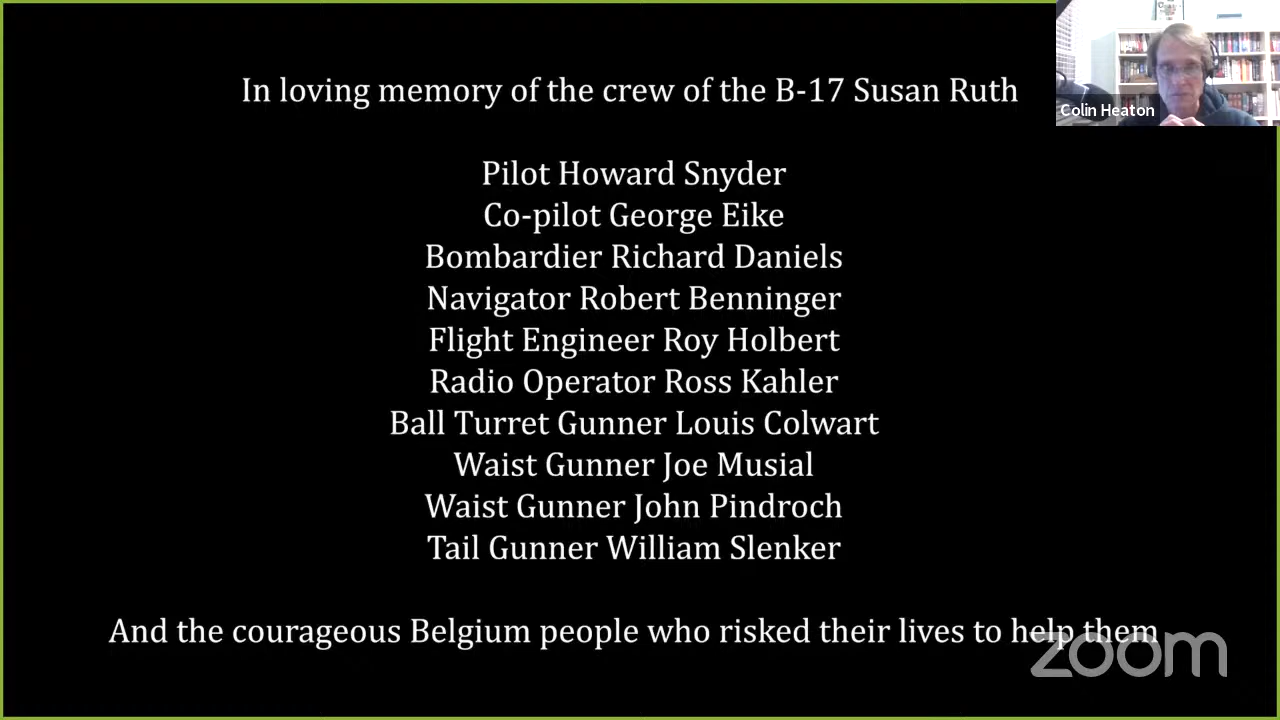 In loving memory of the crew of the B-17 Susan Ruth
Colin Heaton
Pilot Howard Snyder
Co-pilot George Eike
Bombardier Richard Daniels
Navigator Robert Benninger
Flight Engineer Roy Holbert
Radio Operator Ross Kahler
Ball Turret Gunner Louis Colwart
Waist Gunner Joe Musial
Waist Gunner John Pindroch
Tail Gunner William Slenker
And the courageous Belgium people who risked their lives to help them
zoom